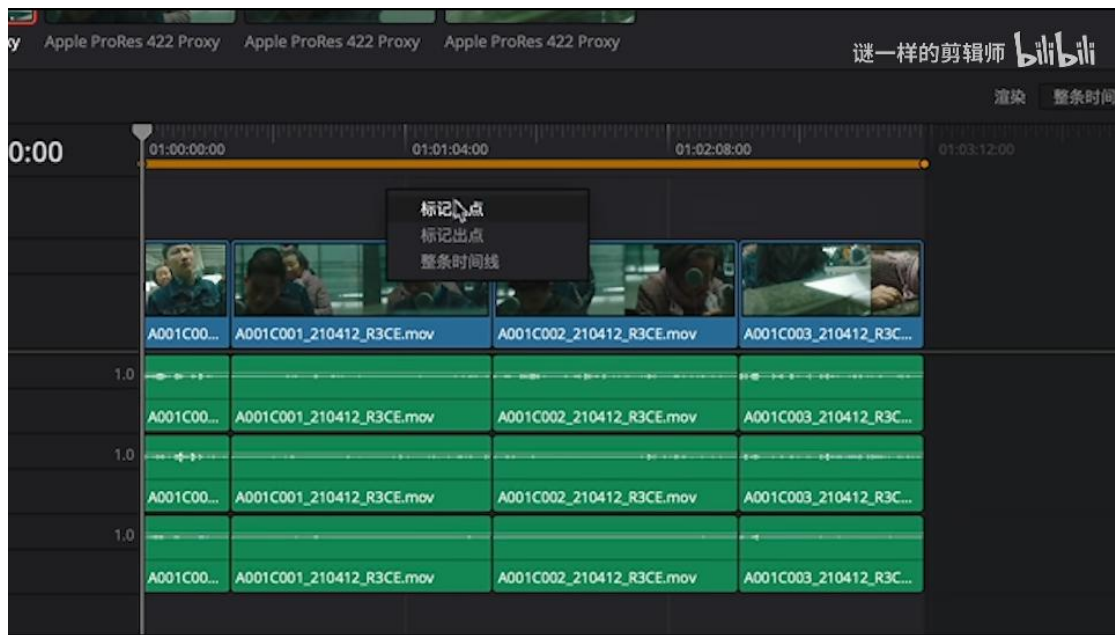 xy Apple ProRes 422 Proxy Apple ProRes 422 Proxy Apple ProRes 422 Proxy
谜一样的剪辑师 bilibili
渲染 整条时间
0:00
01:00:00:00 01:01:04:00 01:02:08:00 01:03:12:00
标记 点
标记出点
整条时间线
A001C00... A001C001_210412_R3CE.mov A001C002_210412_R3CE.mov A001C003_210412_R3C...
1.0
A001C00... A001C001_210412_R3CE.mov A001C002_210412_R3CE.mov A001C003_210412_R3C...
1.0
A001C00... A001C001_210412_R3CE.mov A001C002_210412_R3CE.mov A001C003_210412_R3C...
1.0
A001C00... A001C001_210412_R3CE.mov A001C002_210412_R3CE.mov A001C003_210412_R3C...